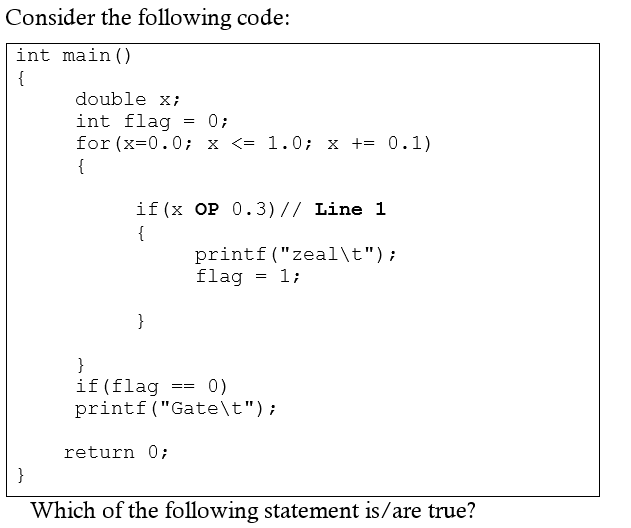 Consider the following code:
int main()
{
double x;
int flag = 0;
for(x=0.0; x <= 1.0; x += 0.1)
{
if(x OP 0.3)// Line 1
{
printf("zeal\t");
flag = 1;
}
}
if(flag == 0)
printf("Gate\t");
return 0;
}
Which of the following statement is/are true?